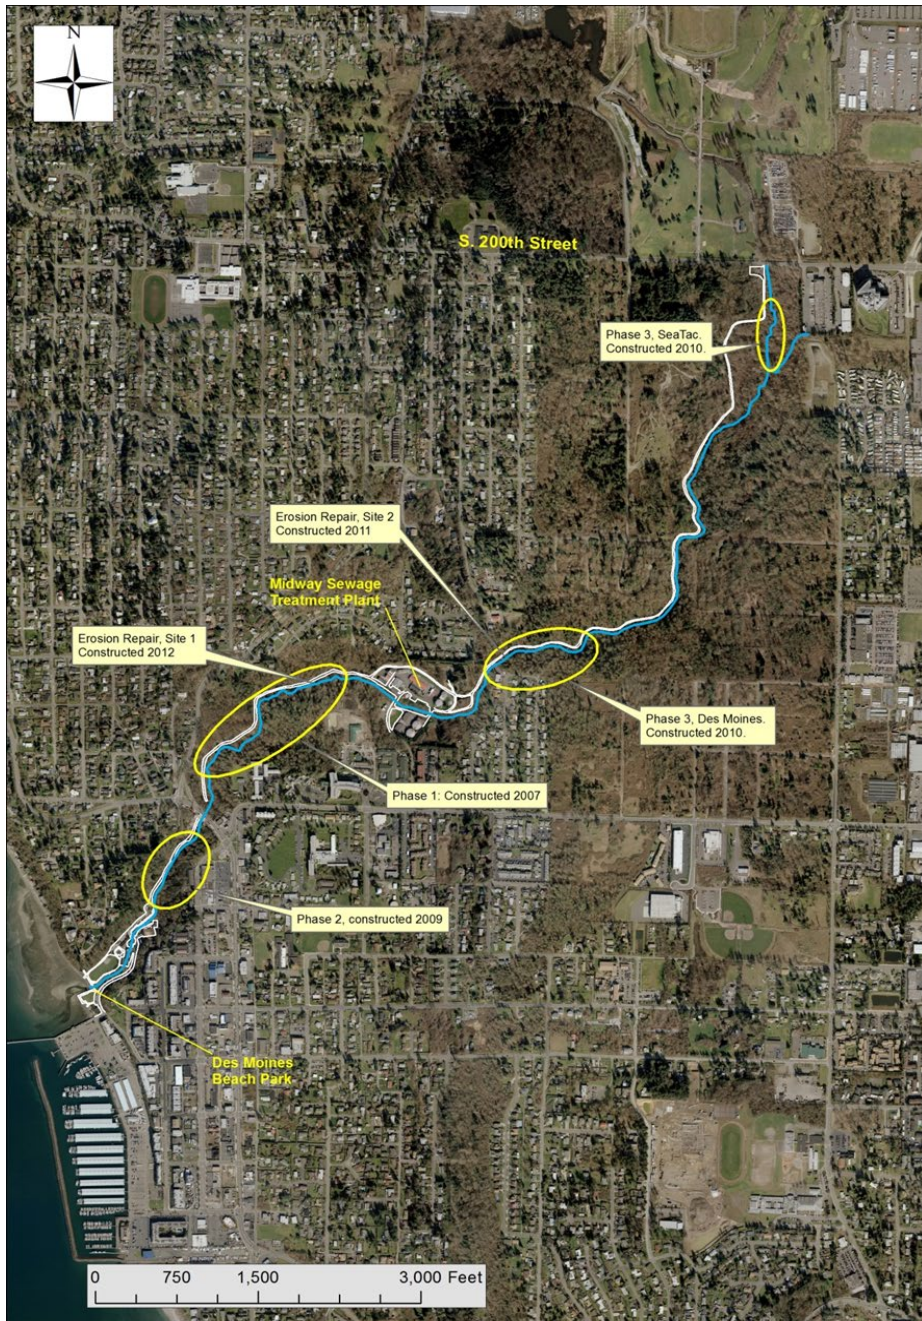 N
S. 200th Street
Phase 3, SeaTac.
Constructed 2010.
Erosion Repair, Site 2
Constructed 2011
Midway Sewage
Treatment Plant
Erosion Repair, Site 1
Constructed 2012
Phase 3, Des Moines.
Constructed 2010.
Phase 1: Constructed 2007
Phase 2, constructed 2009
Des Moines
Beach Park
0 750 1,500 3,000 Feet